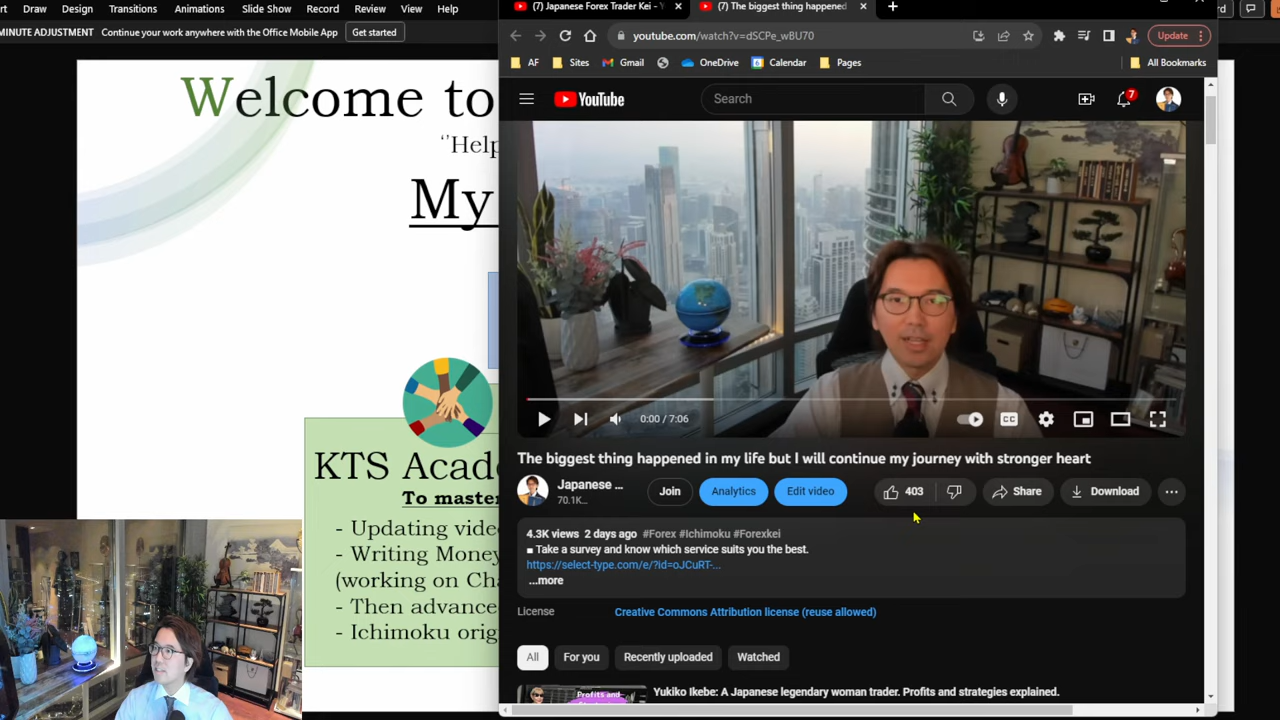 Draw Design Transitions Animations Slide Show Record Review View Help
MINUTE ADJUSTMENT Continue your work anywhere with the Office Mobile App Get started
Welcome to
‘’Help
My
KTS Acade
To master
- Updating vide
- Writing Money
(working on Cha
- Then advance
- Ichimoku orig
(7) Japanese Forex Trader Kei -
(7) The biggest thing happened
youtube.com/watch?v=dSCPe_wBU70
Update
AF Sites Gmail OneDrive Calendar Pages All Bookmarks
YouTube
Search
7
0:00 / 7:06
CC
The biggest thing happened in my life but I will continue my journey with stronger heart
Japanese ...
70.1K...
Join Analytics Edit video 403 Share Download
4.3K views 2 days ago #Forex #Ichimoku #Forexkei
■ Take a survey and know which service suits you the best.
https://select-type.com/e/?id=oJCuRT-...
...more
License Creative Commons Attribution license (reuse allowed)
All For you Recently uploaded Watched
Profits and
Yukiko Ikebe: A Japanese legendary woman trader. Profits and strategies explained.